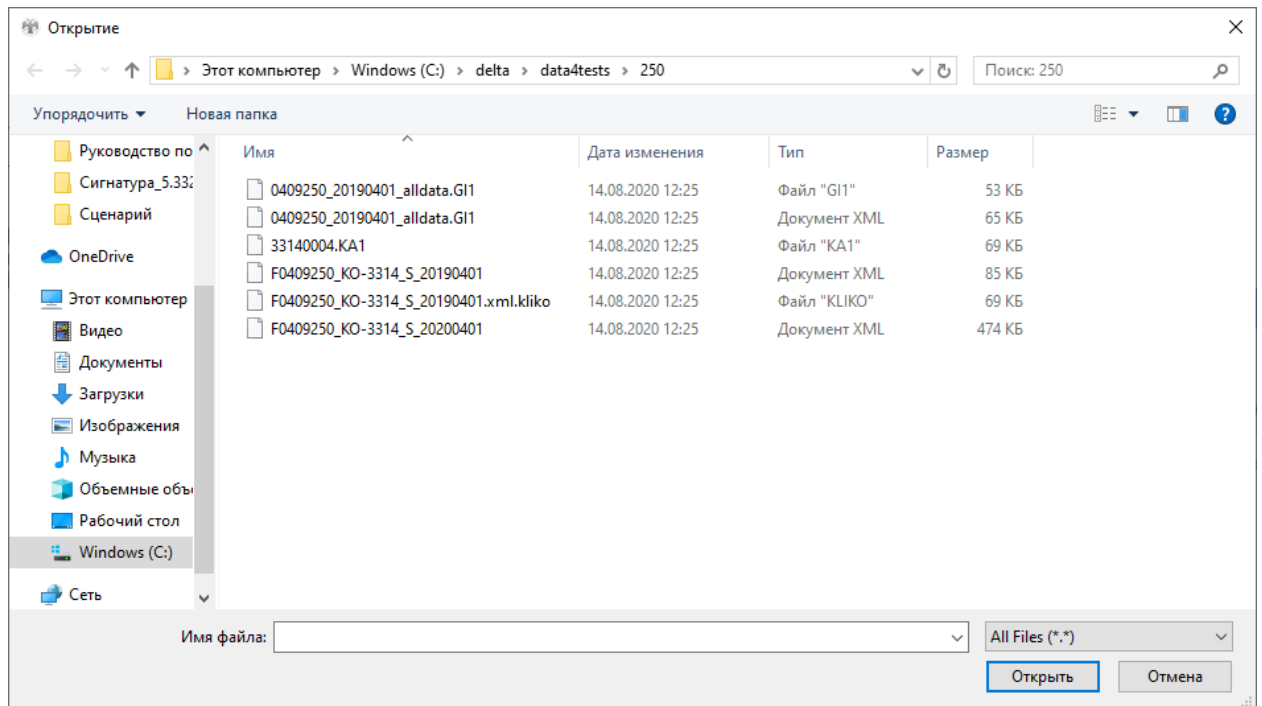 Открытие
Этот компьютер > Windows (C:) > delta > data4tests > 250
Поиск: 250
Упорядочить Новая папка
Имя Дата изменения Тип Размер
Руководство по
Сигнатура_5.332
Сценарий
OneDrive
Этот компьютер
Видео
Документы
Загрузки
Изображения
Музыка
Объемные объ
Рабочий стол
Windows (C:)
Сеть
0409250_20190401_alldata.GI1 14.08.2020 12:25 Файл "GI1" 53 КБ
0409250_20190401_alldata.GI1 14.08.2020 12:25 Документ XML 65 КБ
33140004.KA1 14.08.2020 12:25 Файл "KA1" 69 КБ
F0409250_KO-3314_S_20190401 14.08.2020 12:25 Документ XML 85 КБ
F0409250_KO-3314_S_20190401.xml.kliko 14.08.2020 12:25 Файл "KLIKO" 69 КБ
F0409250_KO-3314_S_20200401 14.08.2020 12:25 Документ XML 474 КБ
Имя файла: All Files (*.*)
Открыть Отмена